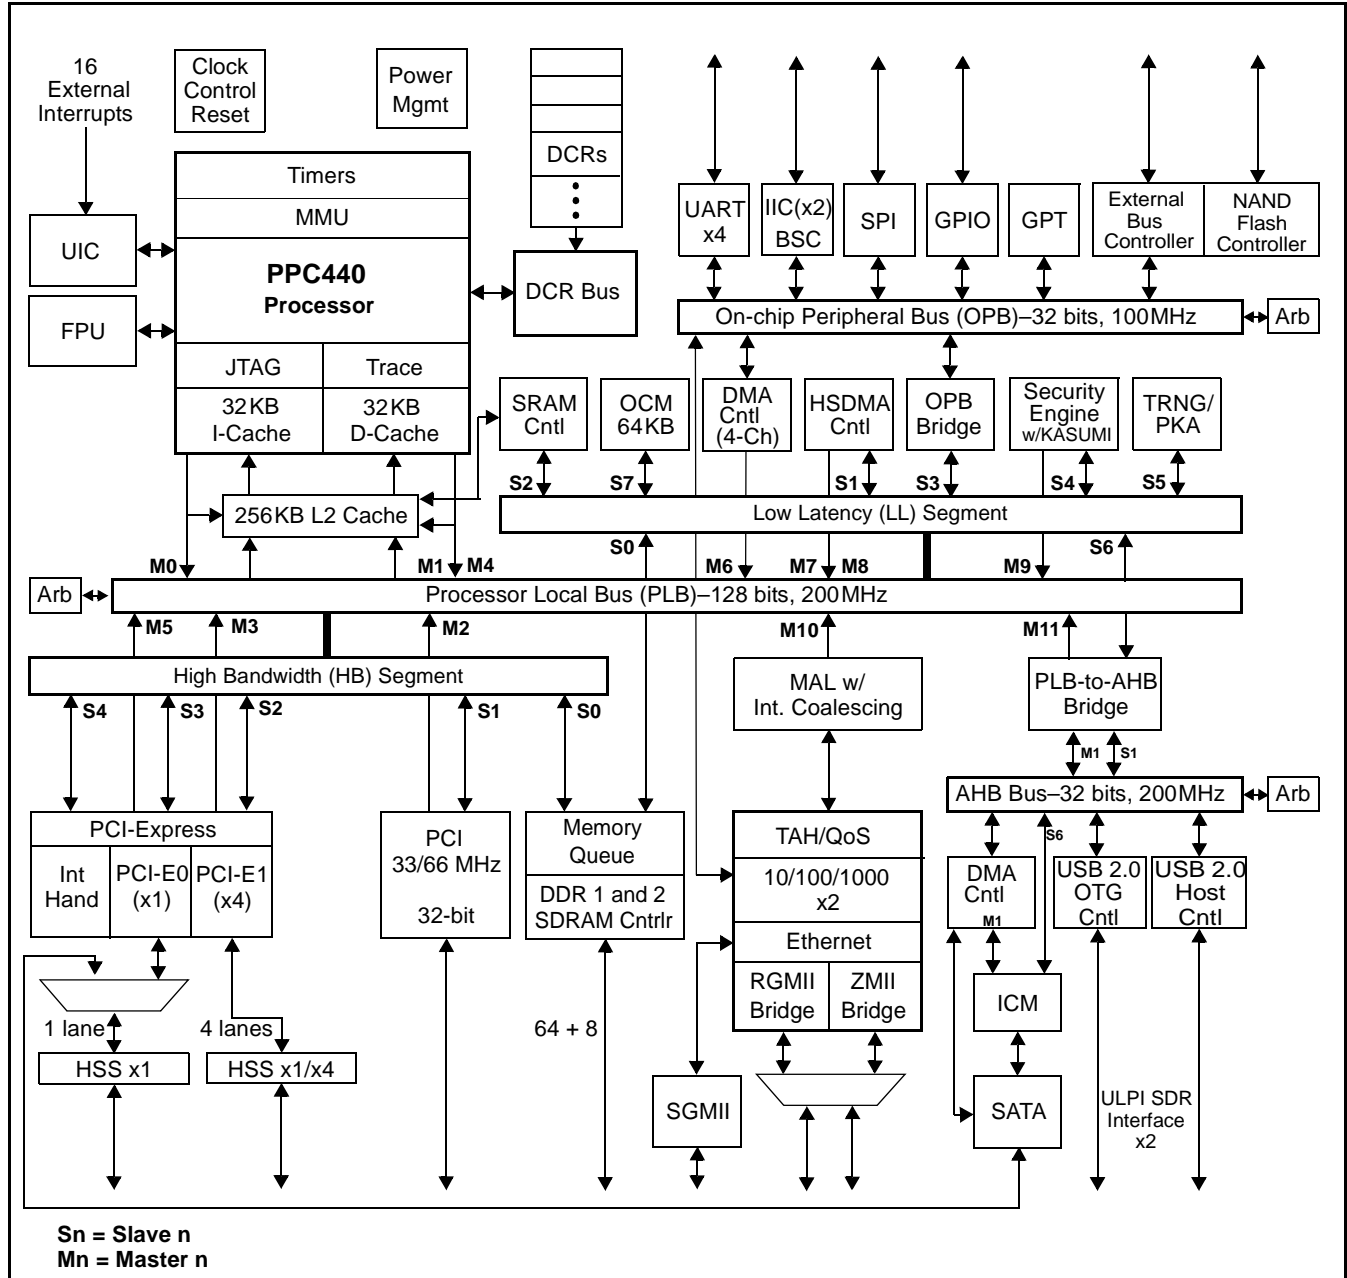 16
External
Interrupts
Clock
Control
Reset
Power
Mgmt
DCRs
Timers
MMU
PPC440
Processor
UIC
FPU
DCR Bus
JTAG
Trace
32KB
I-Cache
32KB
D-Cache
256KB L2 Cache
UART
x4
IIC(x2)
BSC
SPI
GPIO
GPT
External
Bus
Controller
NAND
Flash
Controller
On-chip Peripheral Bus (OPB)–32 bits, 100MHz
Arb
SRAM
Cntl
OCM
64KB
DMA
Cntl
(4-Ch)
HSDMA
Cntl
OPB
Bridge
Security
Engine
w/KASUMI
TRNG/
PKA
S2
S7
S1
S3
S4
S5
Low Latency (LL) Segment
M0
M1
M4
S0
M6
M7
M8
M9
S6
Arb
Processor Local Bus (PLB)–128 bits, 200MHz
M5
M3
M2
M10
M11
High Bandwidth (HB) Segment
S4
S3
S2
S1
S0
MAL w/
Int. Coalescing
PLB-to-AHB
Bridge
M1
S1
AHB Bus–32 bits, 200MHz
Arb
PCI-Express
Int
Hand
PCI-E0
(x1)
PCI-E1
(x4)
PCI
33/66 MHz
32-bit
Memory
Queue
DDR 1 and 2
SDRAM Cntrlr
TAH/QoS
10/100/1000
x2
Ethernet
RGMII
Bridge
ZMII
Bridge
S6
DMA
Cntl
M1
USB 2.0
OTG
Cntl
USB 2.0
Host
Cntl
ICM
1 lane
4 lanes
64 + 8
HSS x1
HSS x1/x4
SGMII
SATA
ULPI SDR
Interface
x2
Sn = Slave n
Mn = Master n